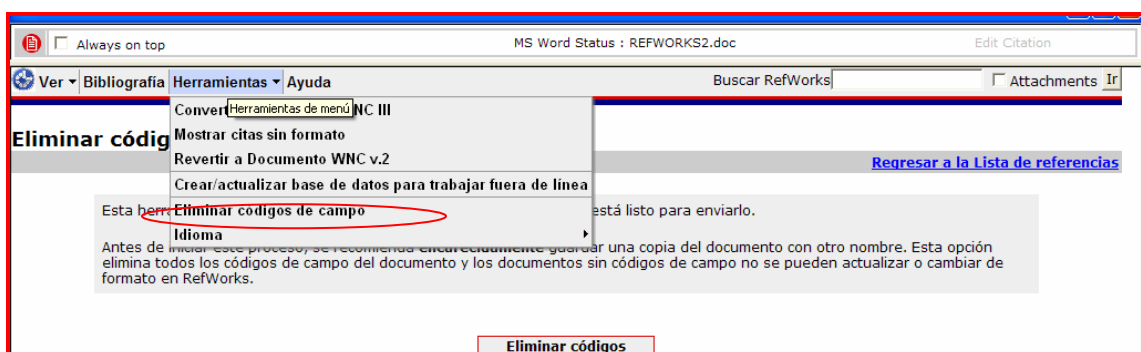 Always on top MS Word Status : REFWORKS2.doc Edit Citation
Ver Bibliografía Herramientas Ayuda Buscar RefWorks Attachments Ir
Convert NC III
Herramientas de menú
Mostrar citas sin formato
Eliminar códig
Revertir a Documento WNC v.2
Regresar a la Lista de referencias
Crear/actualizar base de datos para trabajar fuera de línea
Esta herra está listo para enviarlo.
Eliminar códigos de campo
Idioma
Antes de iniciar este proceso, se recomienda encarecidamente guardar una copia del documento con otro nombre. Esta opción
elimina todos los códigos de campo del documento y los documentos sin códigos de campo no se pueden actualizar o cambiar de
formato en RefWorks.
Eliminar códigos